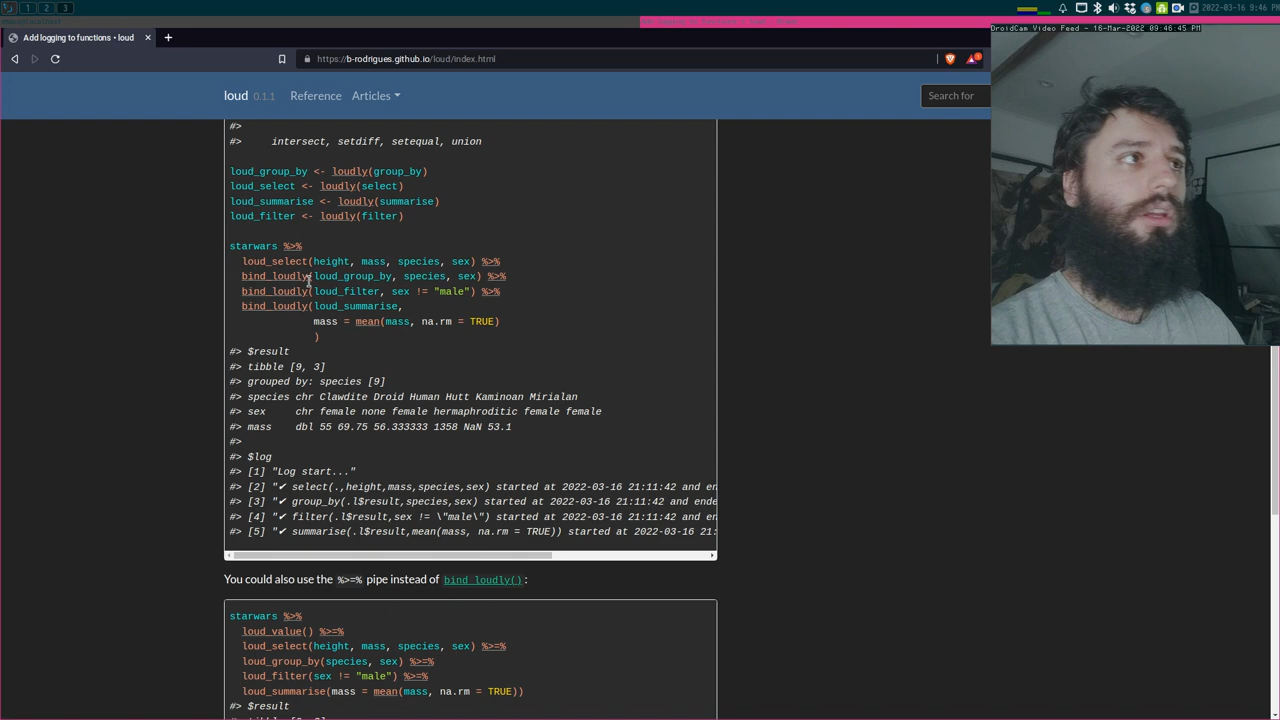 1 2 3
2022-03-16 9:46 PM
Add logging to functions • loud
https://b-rodrigues.github.io/loud/index.html
DroidCam Video Feed - 16-Mar-2022 09:46:45 PM
loud 0.1.1 Reference Articles Search for
#>
#> intersect, setdiff, setequal, union
loud_group_by <- loudly(group_by)
loud_select <- loudly(select)
loud_summarise <- loudly(summarise)
loud_filter <- loudly(filter)
starwars %>%
loud_select(height, mass, species, sex) %>%
bind_loudly(loud_group_by, species, sex) %>%
bind_loudly(loud_filter, sex != "male") %>%
bind_loudly(loud_summarise,
mass = mean(mass, na.rm = TRUE)
)
#> $result
#> tibble [9, 3]
#> grouped by: species [9]
#> species chr Clawdite Droid Human Hutt Kaminoan Mirialan
#> sex chr female none female hermaphroditic female female
#> mass dbl 55 69.75 56.333333 1358 NaN 53.1
#>
#> $log
#> [1] "Log start..."
#> [2] "✔ select(.,height,mass,species,sex) started at 2022-03-16 21:11:42 and en
#> [3] "✔ group_by(.l$result,species,sex) started at 2022-03-16 21:11:42 and ende
#> [4] "✔ filter(.l$result,sex != \"male\") started at 2022-03-16 21:11:42 and en
#> [5] "✔ summarise(.l$result,mean(mass, na.rm = TRUE)) started at 2022-03-16 21:
You could also use the %>=% pipe instead of bind_loudly():
starwars %>%
loud_value() %>=%
loud_select(height, mass, species, sex) %>=%
loud_group_by(species, sex) %>=%
loud_filter(sex != "male") %>=%
loud_summarise(mass = mean(mass, na.rm = TRUE))
#> $result